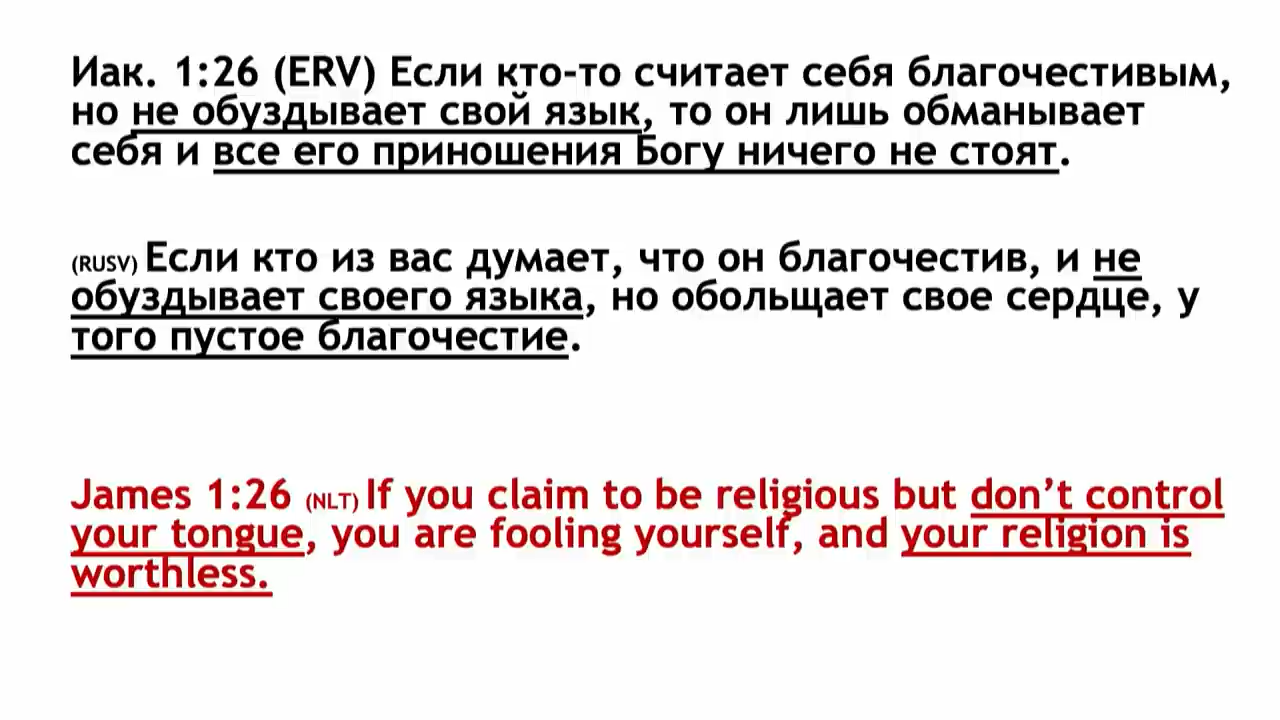 Иак. 1:26 (ERV) Если кто-то считает себя благочестивым,
но не обуздывает свой язык, то он лишь обманывает
себя и все его приношения Богу ничего не стоят.
(RUSV) Если кто из вас думает, что он благочестив, и не
обуздывает своего языка, но обольщает свое сердце, у
того пустое благочестие.
James 1:26 (NLT) If you claim to be religious but don’t control
your tongue, you are fooling yourself, and your religion is
worthless.